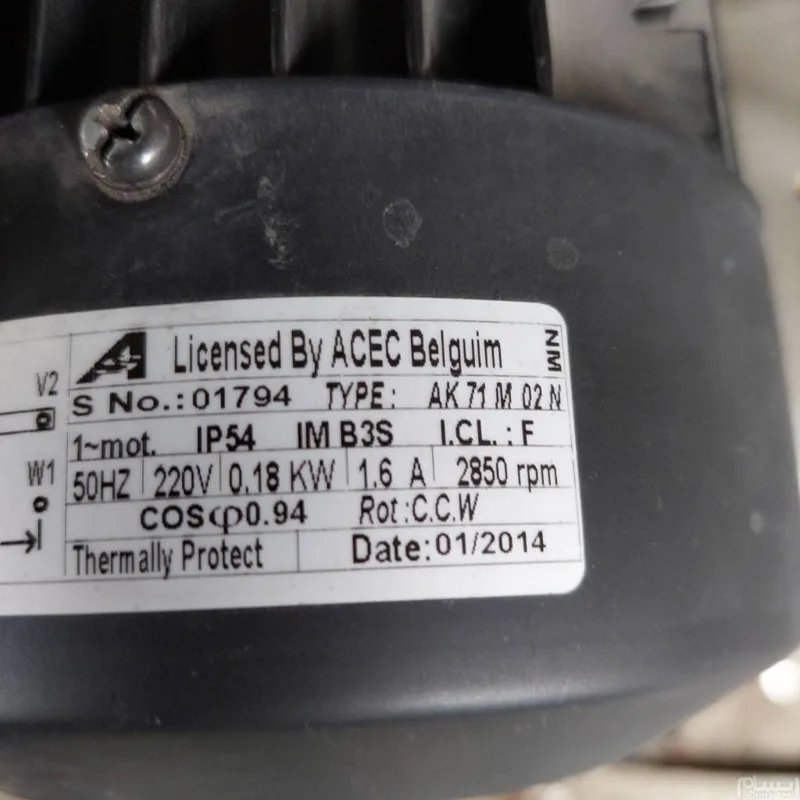 Licensed By ACEC Belguim
NM
V2
S No.:01794 TYPE: AK 71 M 02 N
1~mot. IP54 IM B3S I.CL. : F
W1
50HZ 220V 0.18 KW 1.6 A 2850 rpm
COSφ0.94 Rot:C.C.W
Thermally Protect Date:01/2014